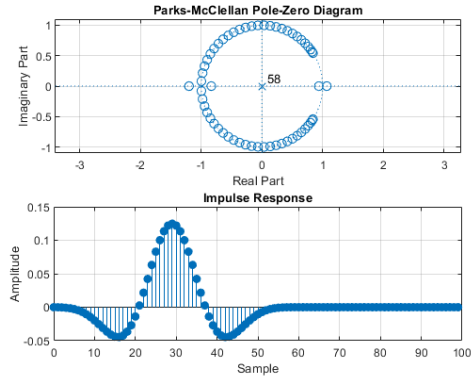 Parks-McClellan Pole-Zero Diagram
Imaginary Part
1
0.5
0
-0.5
-1
58
-3 -2 -1 0 1 2 3
Real Part
Impulse Response
Amplitude
0.15
0.1
0.05
0
-0.05
0 10 20 30 40 50 60 70 80 90 100
Sample